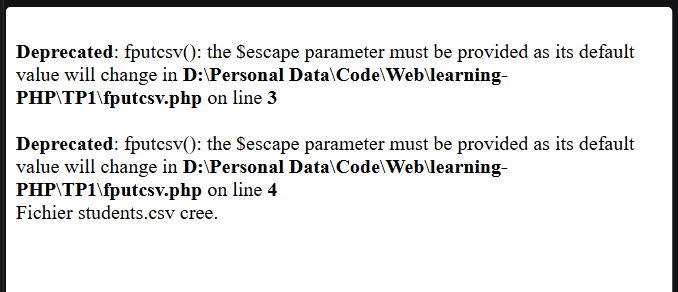 Deprecated: fputcsv(): the $escape parameter must be provided as its default
value will change in D:\Personal Data\Code\Web\learning-
PHP\TP1\fputcsv.php on line 3
Deprecated: fputcsv(): the $escape parameter must be provided as its default
value will change in D:\Personal Data\Code\Web\learning-
PHP\TP1\fputcsv.php on line 4
Fichier students.csv cree.